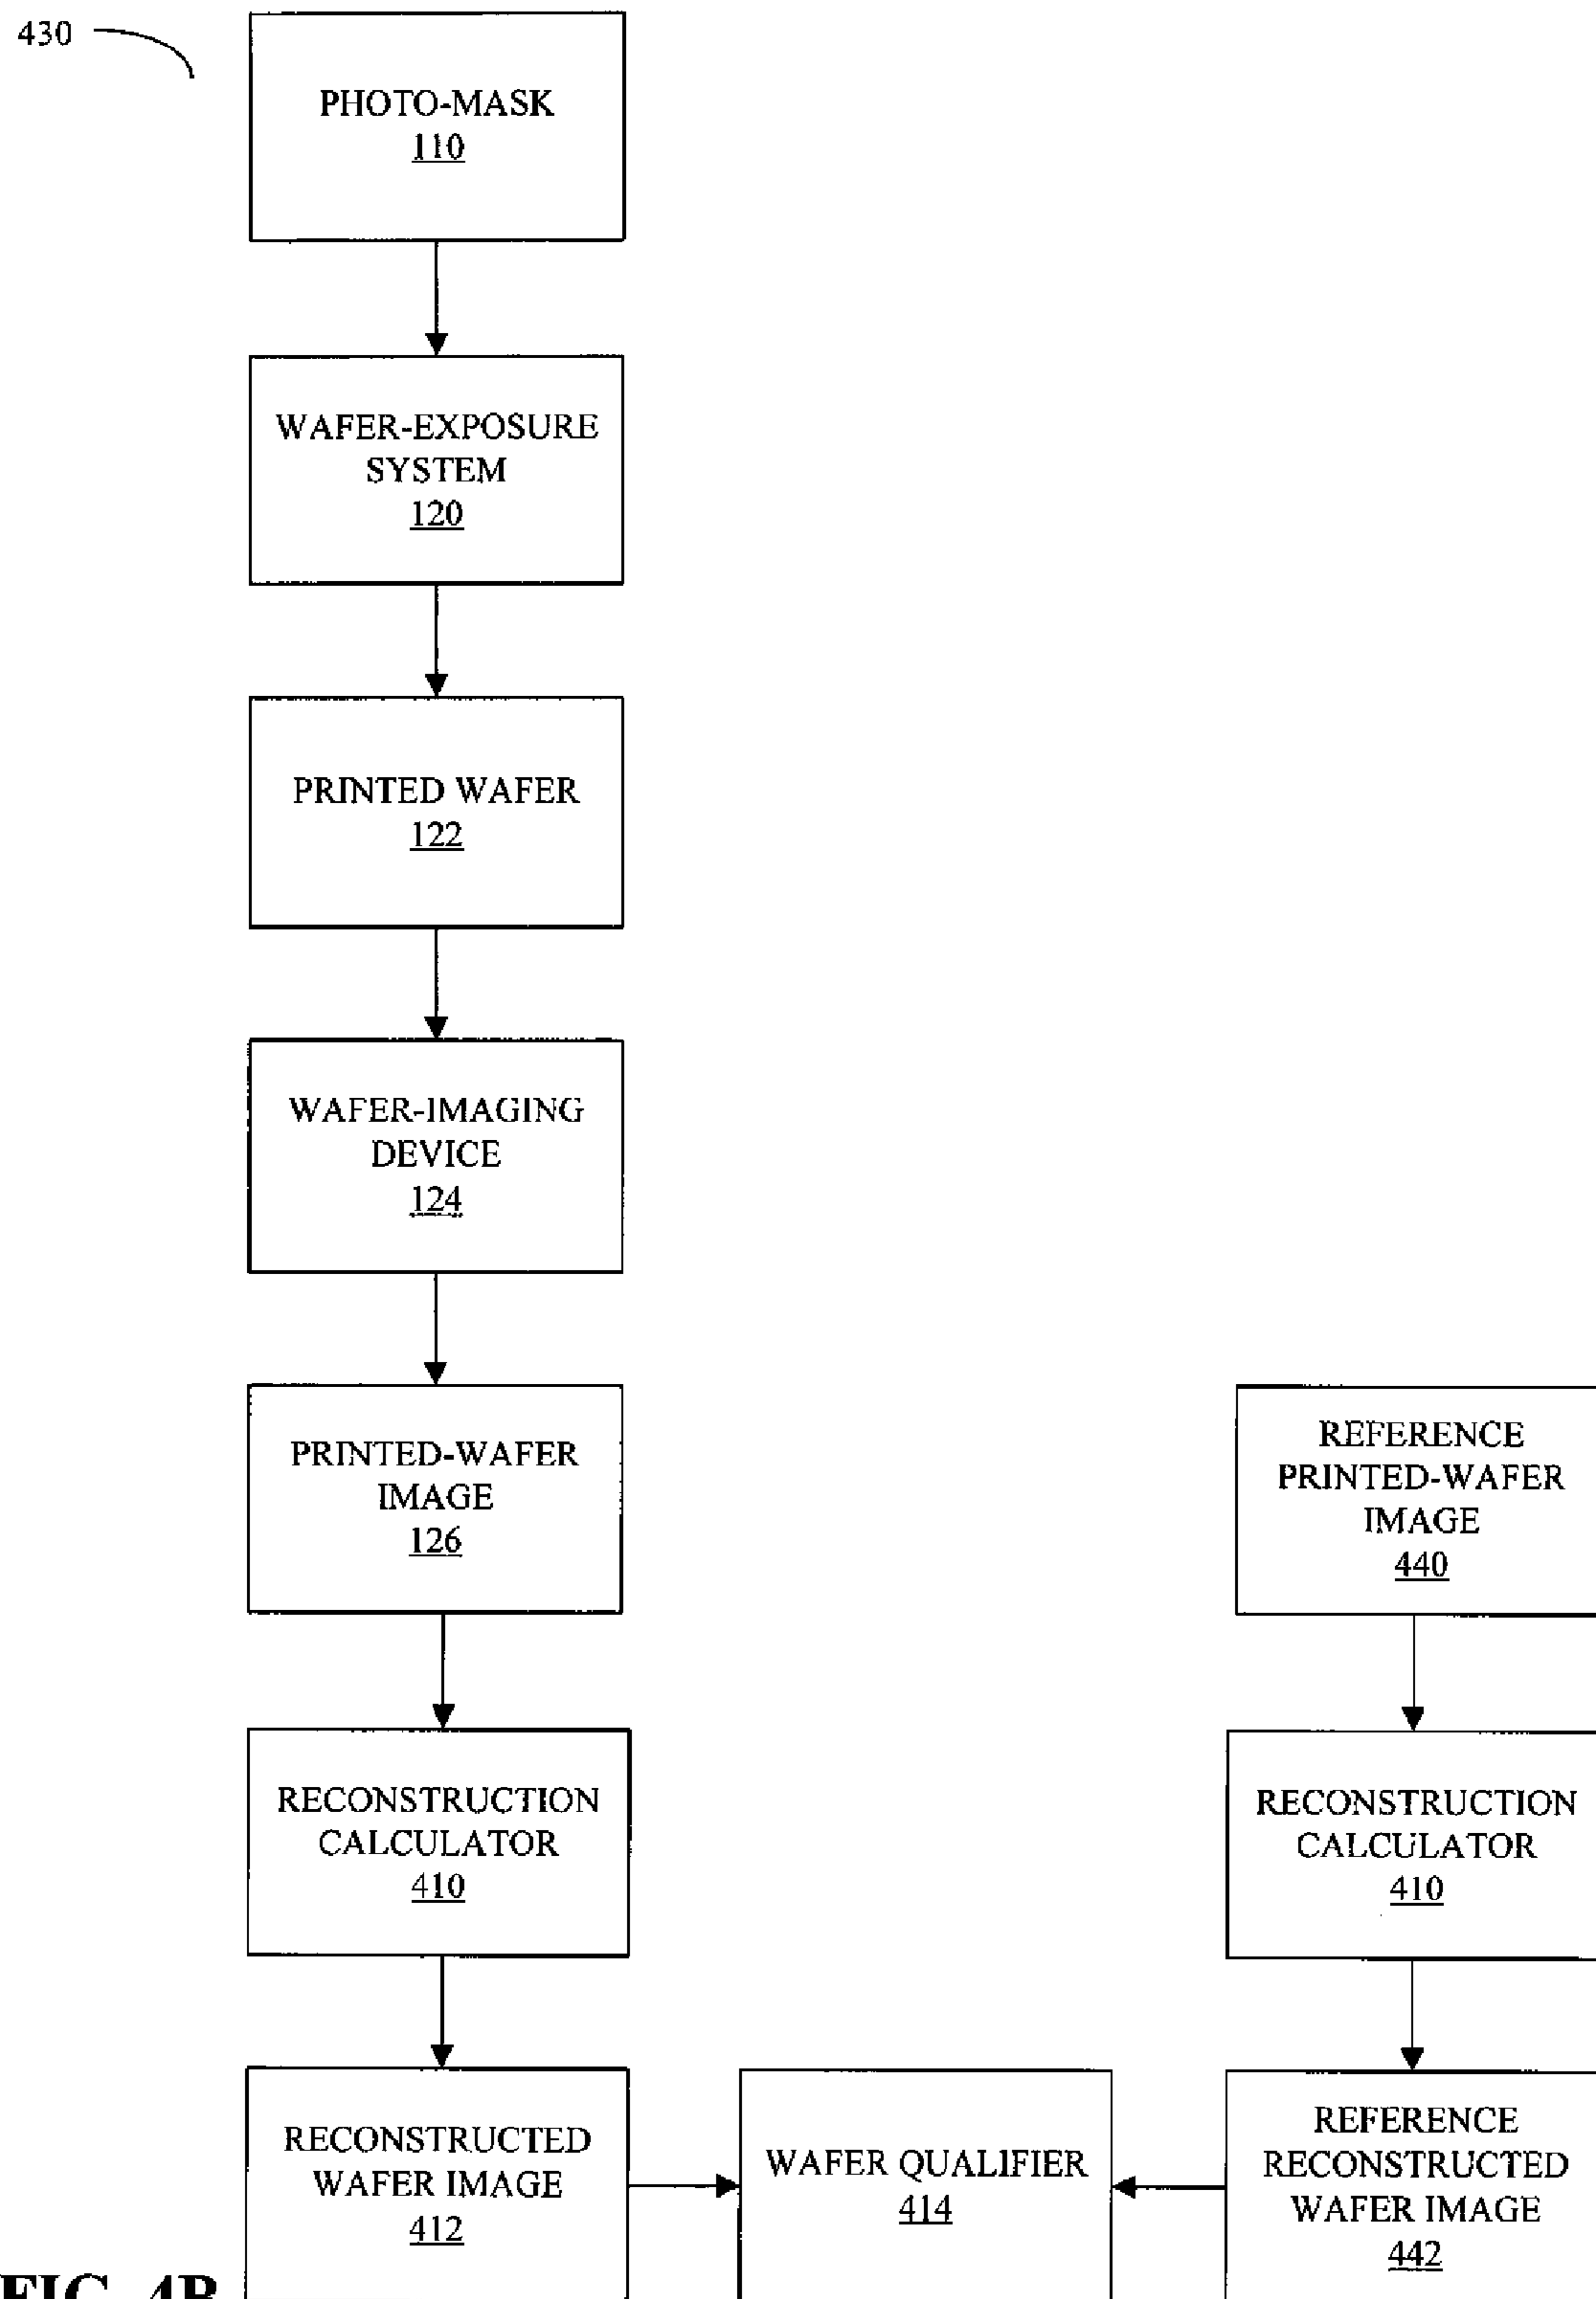 430
PHOTO-MASK
110
WAFER-EXPOSURE
SYSTEM
120
PRINTED WAFER
122
WAFER-IMAGING
DEVICE
124
PRINTED-WAFER
IMAGE
126
REFERENCE
PRINTED-WAFER
IMAGE
440
RECONSTRUCTION
CALCULATOR
410
RECONSTRUCTION
CALCULATOR
410
RECONSTRUCTED
WAFER IMAGE
412
WAFER QUALIFIER
414
REFERENCE
RECONSTRUCTED
WAFER IMAGE
442
FIG. 4B